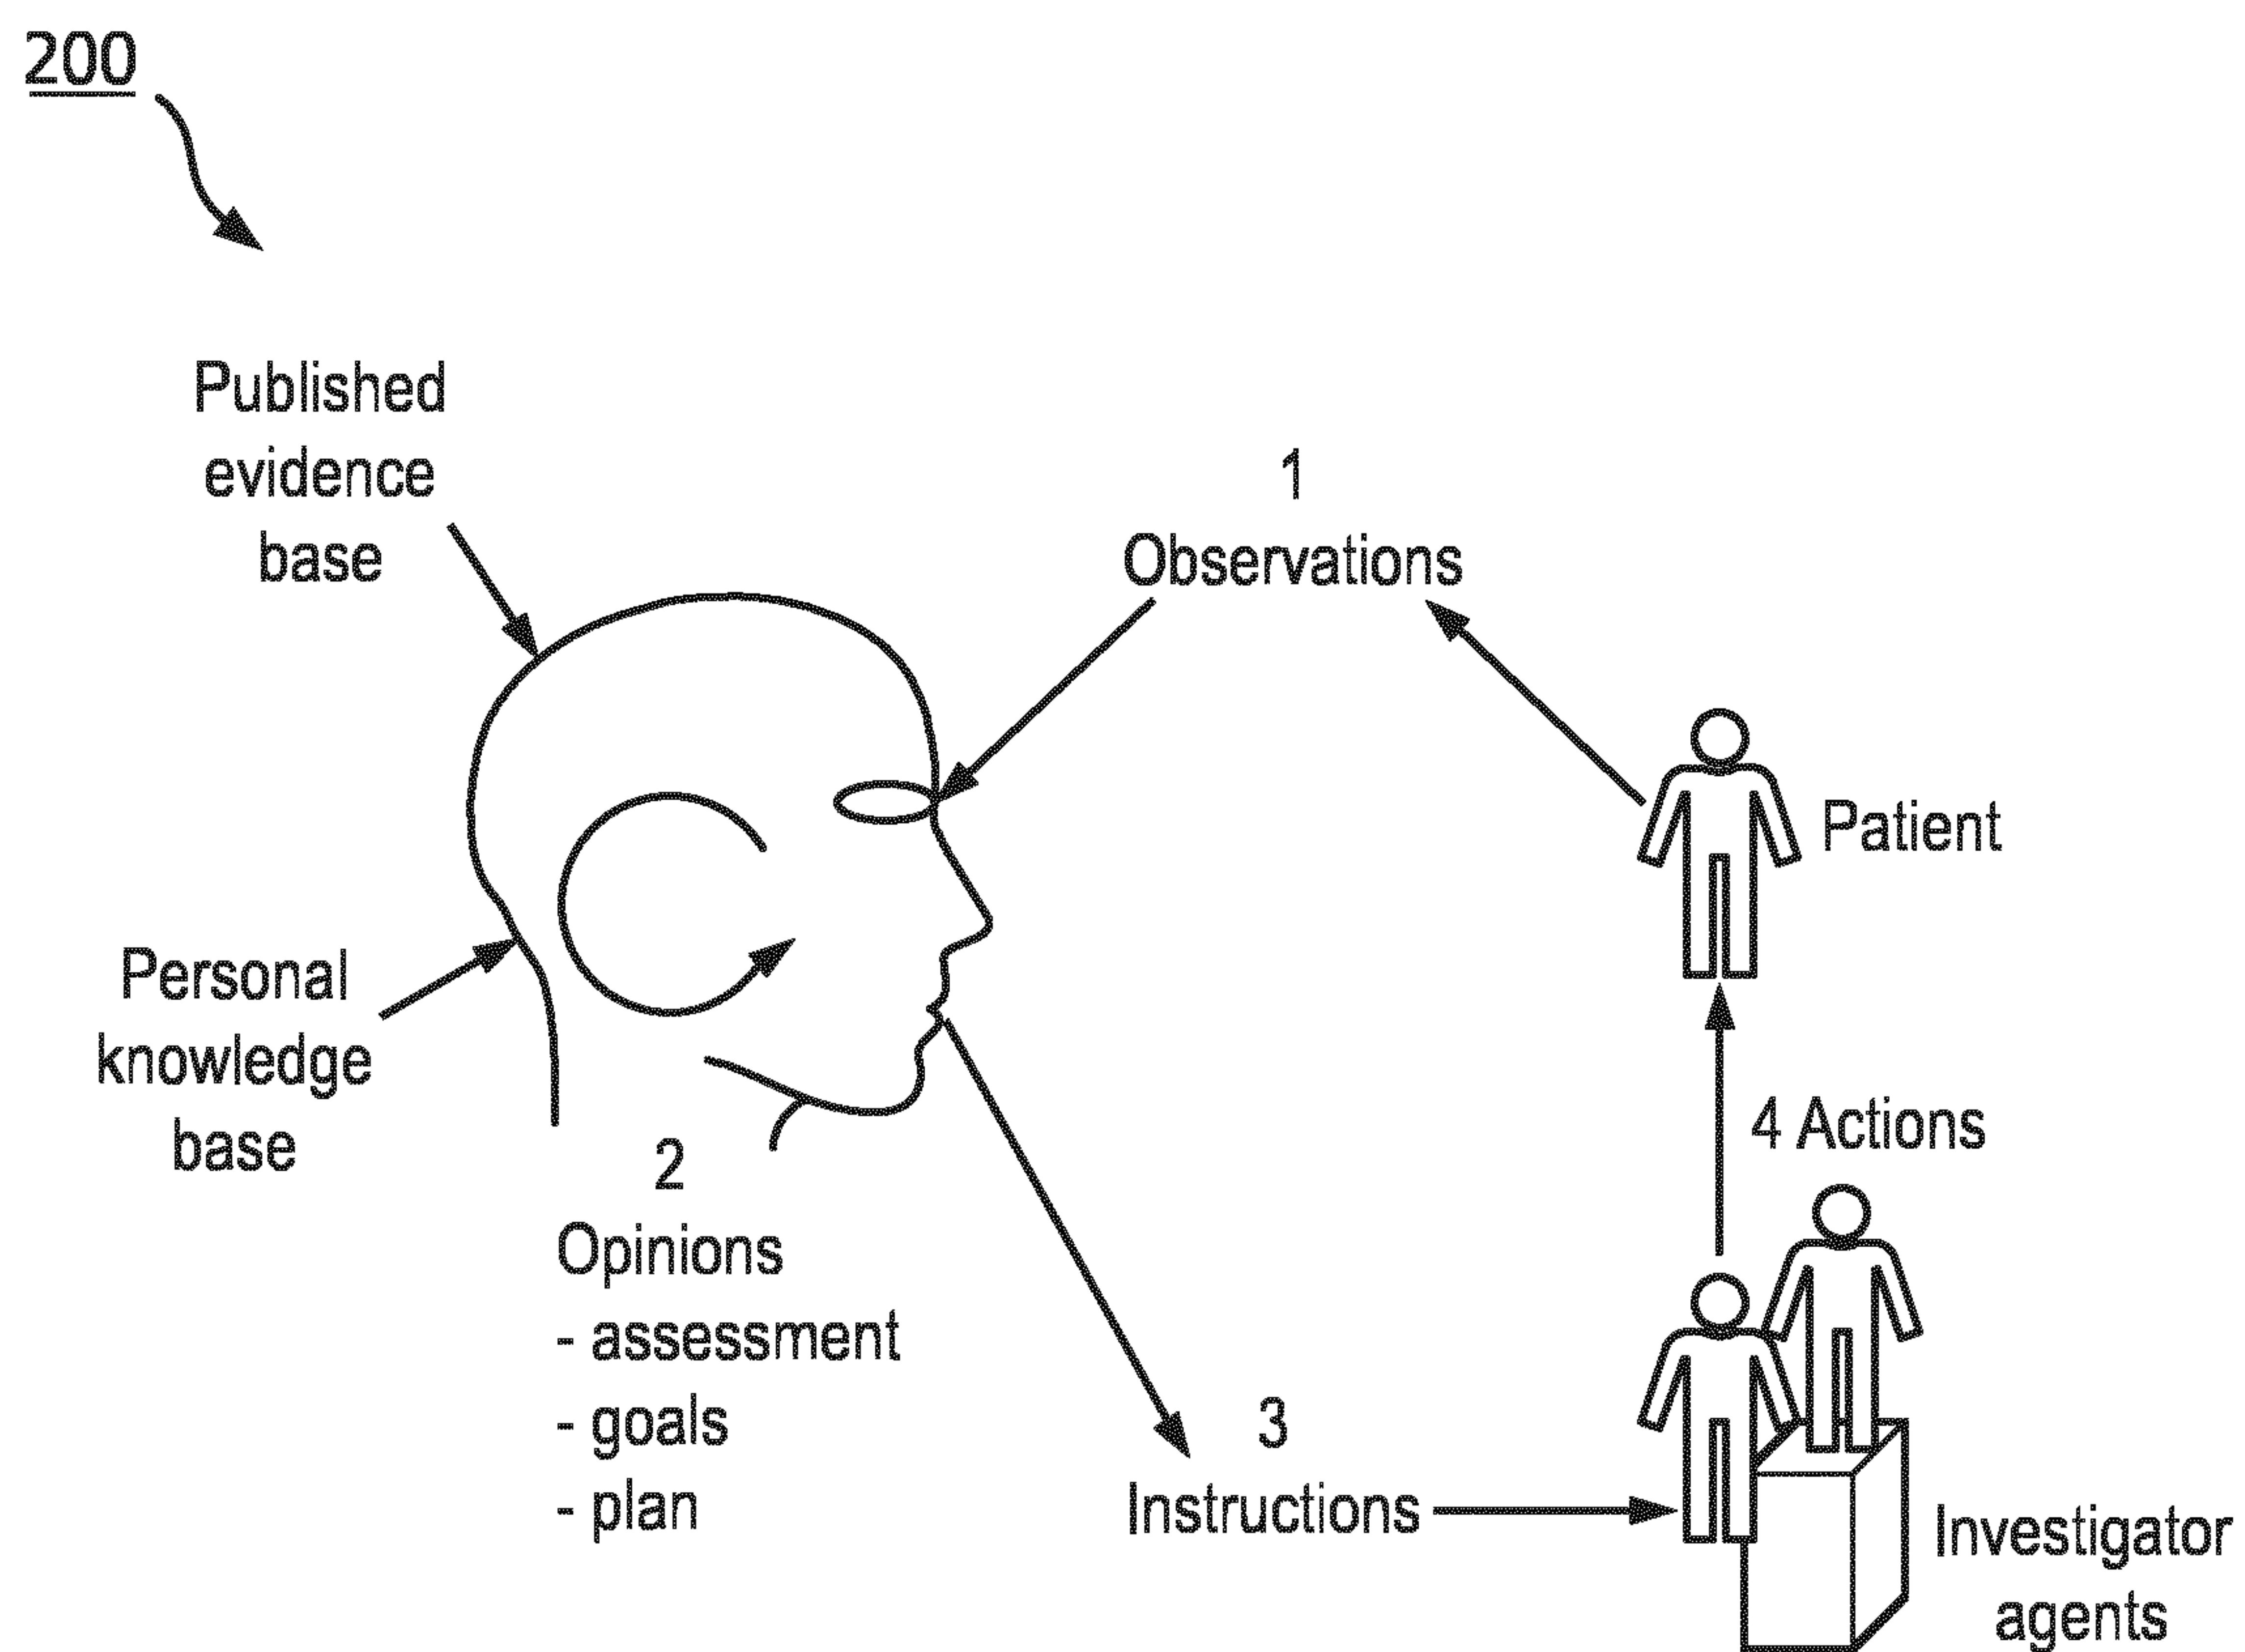 200
Published
evidence
base
1
Observations
Patient
Personal
knowledge
base
2
Opinions
- assessment
- goals
- plan
3
Instructions
4 Actions
Investigator
agents